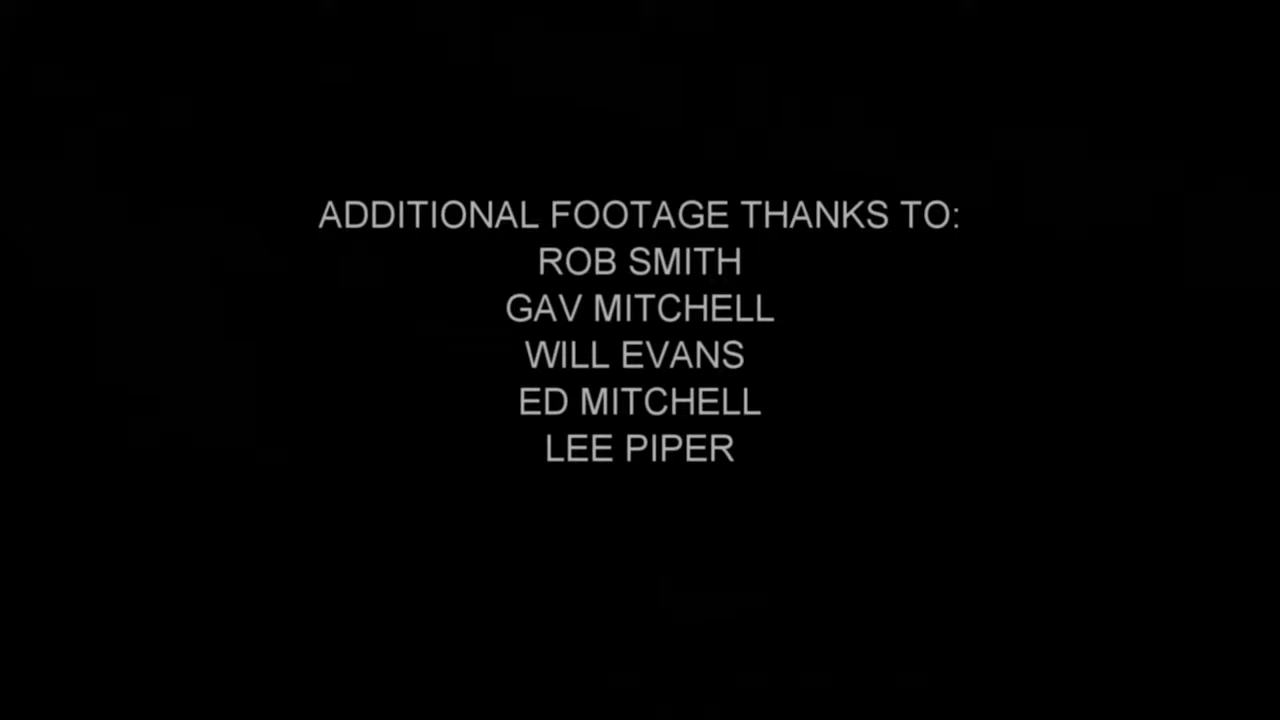 ADDITIONAL FOOTAGE THANKS TO:
ROB SMITH
GAV MITCHELL
WILL EVANS
ED MITCHELL
LEE PIPER